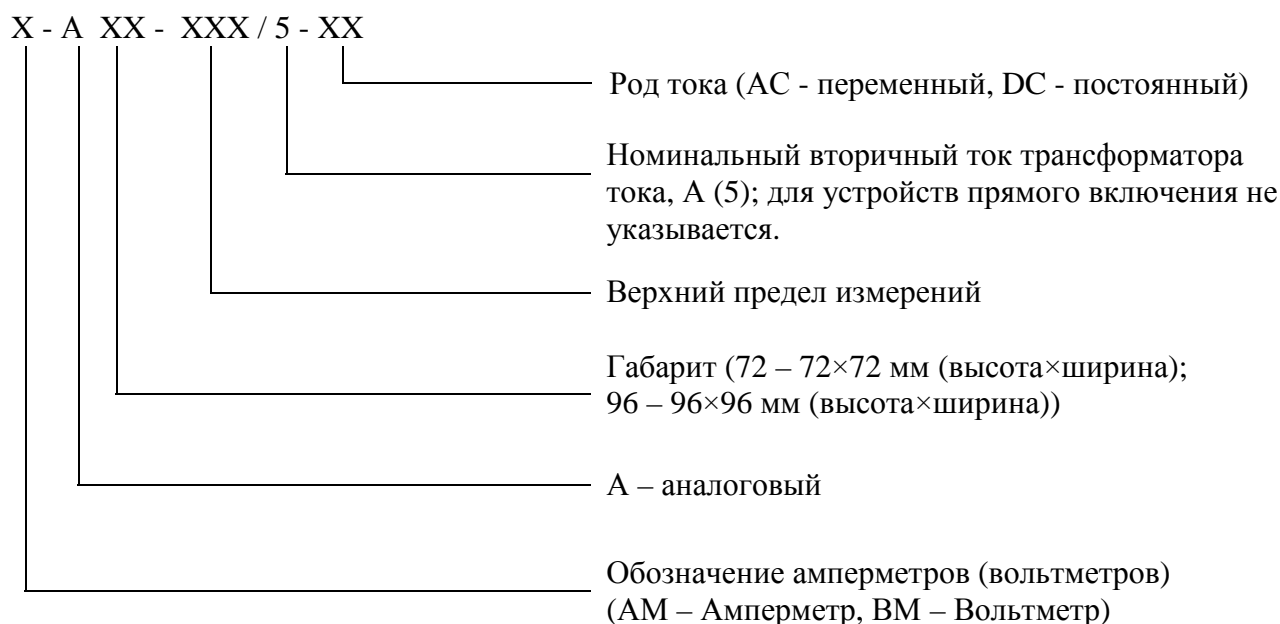 X - А XX - XXX / 5 - XX
Род тока (АС - переменный, DC - постоянный)
Номинальный вторичный ток трансформатора
тока, А (5); для устройств прямого включения не
указывается.
Верхний предел измерений
Габарит (72 – 72×72 мм (высота×ширина);
96 – 96×96 мм (высота×ширина))
А – аналоговый
Обозначение амперметров (вольтметров)
(АМ – Амперметр, ВМ – Вольтметр)